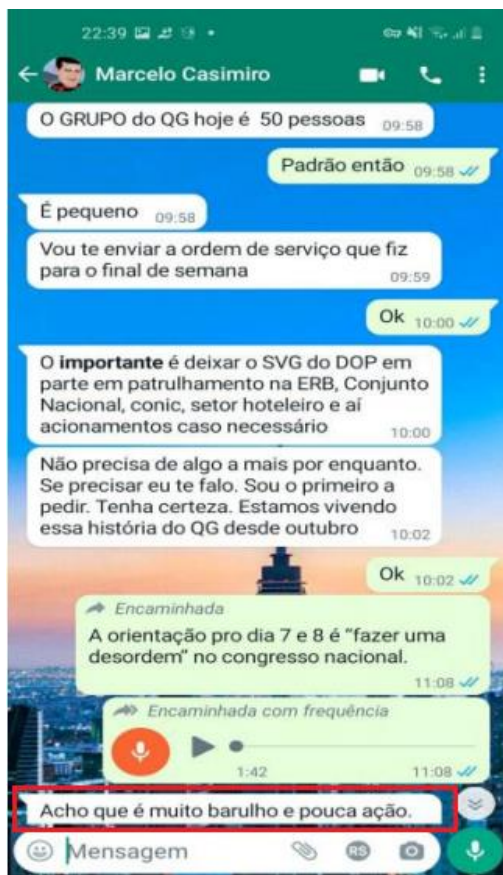 22:39
Marcelo Casimiro
O GRUPO do QG hoje é 50 pessoas 09:58
Padrão então 09:58
É pequeno 09:58
Vou te enviar a ordem de serviço que fiz
para o final de semana 09:59
Ok 10:00
O importante é deixar o SVG do DOP em
parte em patrulhamento na ERB, Conjunto
Nacional, conic, setor hoteleiro e aí
acionamentos caso necessário 10:00
Não precisa de algo a mais por enquanto.
Se precisar eu te falo. Sou o primeiro a
pedir. Tenha certeza. Estamos vivendo
essa história do QG desde outubro 10:02
Ok 10:02
Encaminhada
A orientação pro dia 7 e 8 é “fazer uma
desordem” no congresso nacional.
11:08
Encaminhada com frequência
1:42 11:08
Acho que é muito barulho e pouca ação.
Mensagem RS